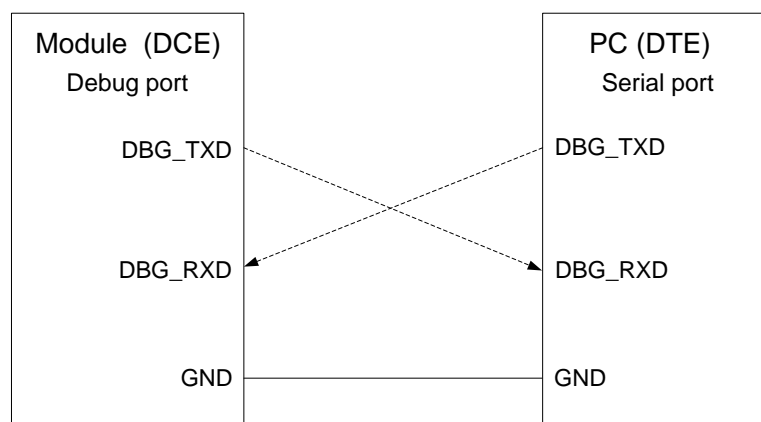 Module (DCE)
Debug port
DBG_TXD
DBG_RXD
GND
PC (DTE)
Serial port
DBG_TXD
DBG_RXD
GND